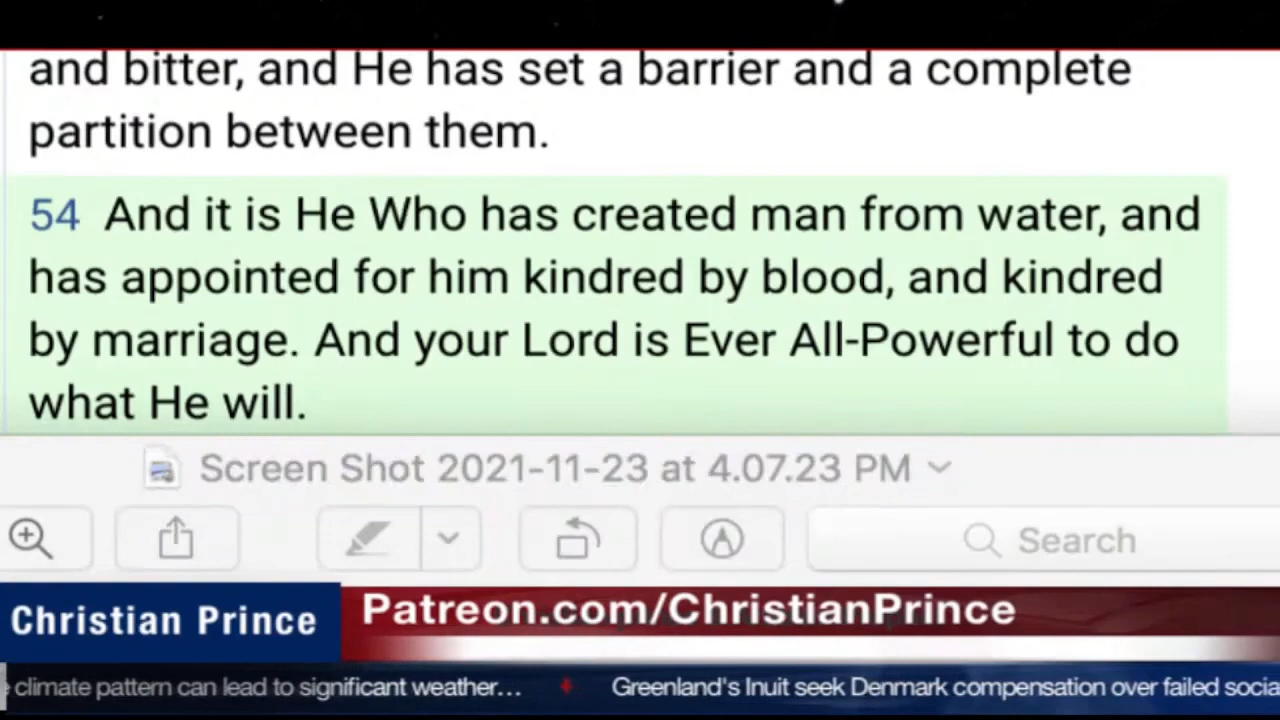 and bitter, and He has set a barrier and a complete
partition between them.
54 And it is He Who has created man from water, and
has appointed for him kindred by blood, and kindred
by marriage. And your Lord is Ever All-Powerful to do
what He will.
Screen Shot 2021-11-23 at 4.07.23 PM
Search
Christian Prince
Patreon.com/ChristianPrince
climate pattern can lead to significant weather... Greenland's Inuit seek Denmark compensation over failed socia